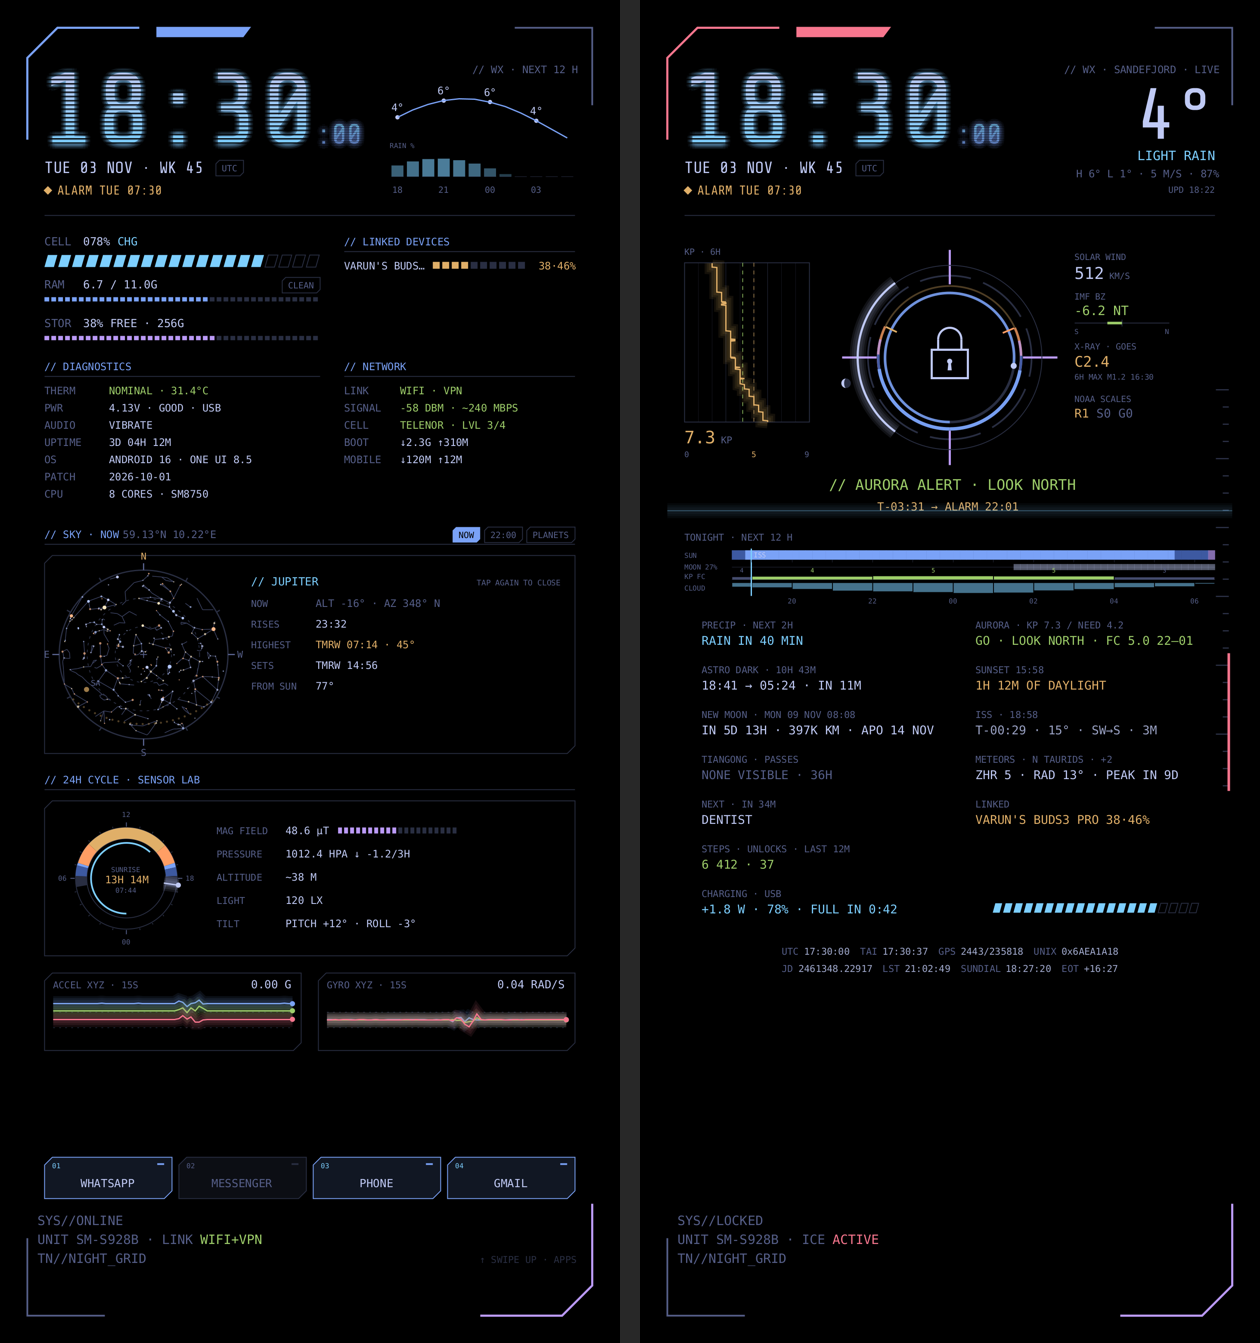 18:30:00
TUE 03 NOV · WK 45 UTC
◆ ALARM TUE 07:30
// WX · NEXT 12 H
4° 6° 6° 4°
RAIN %
18 21 00 03
CELL 078% CHG
RAM 6.7 / 11.0G CLEAN
STOR 38% FREE · 256G
// LINKED DEVICES
VARUN'S BUDS… 38·46%
// DIAGNOSTICS
THERM NOMINAL · 31.4°C
PWR 4.13V · GOOD · USB
AUDIO VIBRATE
UPTIME 3D 04H 12M
OS ANDROID 16 · ONE UI 8.5
PATCH 2026-10-01
CPU 8 CORES · SM8750
// NETWORK
LINK WIFI · VPN
SIGNAL -58 DBM · ~240 MBPS
CELL TELENOR · LVL 3/4
BOOT ↓2.3G ↑310M
MOBILE ↓120M ↑12M
// SKY · NOW 59.13°N 10.22°E
NOW 22:00 PLANETS
N
E W
SA
S
// JUPITER TAP AGAIN TO CLOSE
NOW ALT -16° · AZ 348° N
RISES 23:32
HIGHEST TMRW 07:14 · 45°
SETS TMRW 14:56
FROM SUN 77°
// 24H CYCLE · SENSOR LAB
12
06 18
00
SUNRISE
13H 14M
07:44
MAG FIELD 48.6 µT
PRESSURE 1012.4 HPA ↓ -1.2/3H
ALTITUDE ~38 M
LIGHT 120 LX
TILT PITCH +12° · ROLL -3°
ACCEL XYZ · 15S 0.00 G
GYRO XYZ · 15S 0.04 RAD/S
01 WHATSAPP
02 MESSENGER
03 PHONE
04 GMAIL
SYS//ONLINE
UNIT SM-S928B · LINK WIFI+VPN
TN//NIGHT_GRID
↑ SWIPE UP · APPS
18:30:00
TUE 03 NOV · WK 45 UTC
◆ ALARM TUE 07:30
// WX · SANDEFJORD · LIVE
4°
LIGHT RAIN
H 6° L 1° · 5 M/S · 87%
UPD 18:22
KP · 6H
7.3 KP
0 5 9
SOLAR WIND
512 KM/S
IMF BZ
-6.2 NT
S N
X-RAY · GOES
C2.4
6H MAX M1.2 16:30
NOAA SCALES
R1 S0 G0
// AURORA ALERT · LOOK NORTH
T-03:31 → ALARM 22:01
TONIGHT · NEXT 12 H
SUN ISS
MOON 27%
KP FC 4 4 5 5
CLOUD
20 22 00 02 04 06
PRECIP · NEXT 2H
RAIN IN 40 MIN
AURORA · KP 7.3 / NEED 4.2
GO · LOOK NORTH · FC 5.0 22–01
ASTRO DARK · 10H 43M
18:41 → 05:24 · IN 11M
SUNSET 15:58
1H 12M OF DAYLIGHT
NEW MOON · MON 09 NOV 08:08
IN 5D 13H · 397K KM · APO 14 NOV
ISS · 18:58
T-00:29 · 15° · SW→S · 3M
TIANGONG · PASSES
NONE VISIBLE · 36H
METEORS · N TAURIDS · +2
ZHR 5 · RAD 13° · PEAK IN 9D
NEXT · IN 34M
DENTIST
LINKED
VARUN'S BUDS3 PRO 38·46%
STEPS · UNLOCKS · LAST 12M
6 412 · 37
CHARGING · USB
+1.8 W · 78% · FULL IN 0:42
UTC 17:30:00 TAI 17:30:37 GPS 2443/235818 UNIX 0x6AEA1A18
JD 2461348.22917 LST 21:02:49 SUNDIAL 18:27:20 EOT +16:27
SYS//LOCKED
UNIT SM-S928B · ICE ACTIVE
TN//NIGHT_GRID